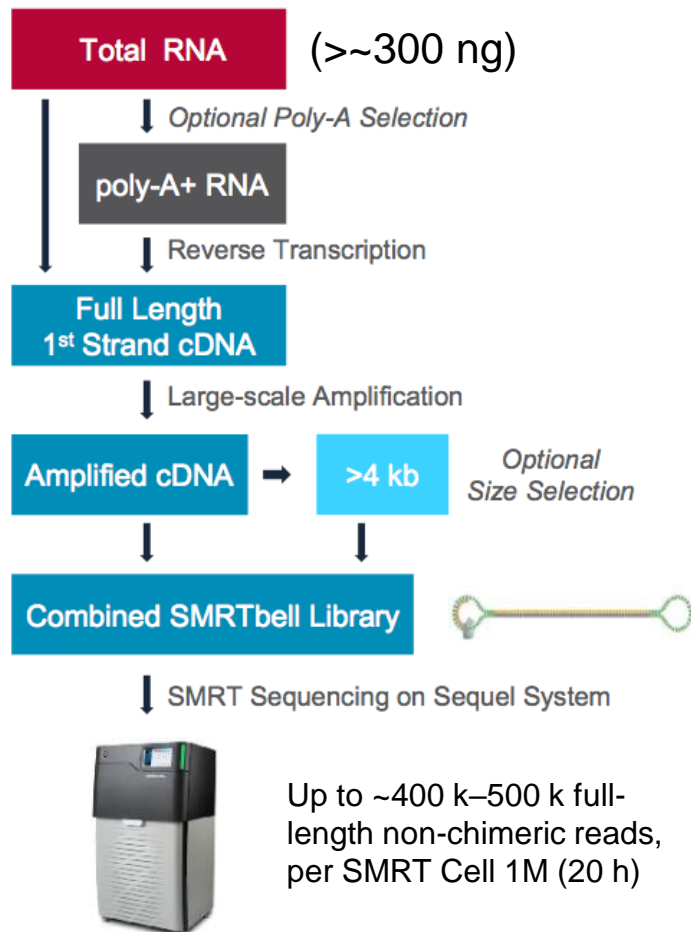 Total RNA
(>~300 ng)
Optional Poly-A Selection
poly-A+ RNA
Reverse Transcription
Full Length
1st Strand cDNA
Large-scale Amplification
Amplified cDNA
>4 kb
Optional
Size Selection
Combined SMRTbell Library
SMRT Sequencing on Sequel System
Up to ~400 k–500 k full-
length non-chimeric reads,
per SMRT Cell 1M (20 h)